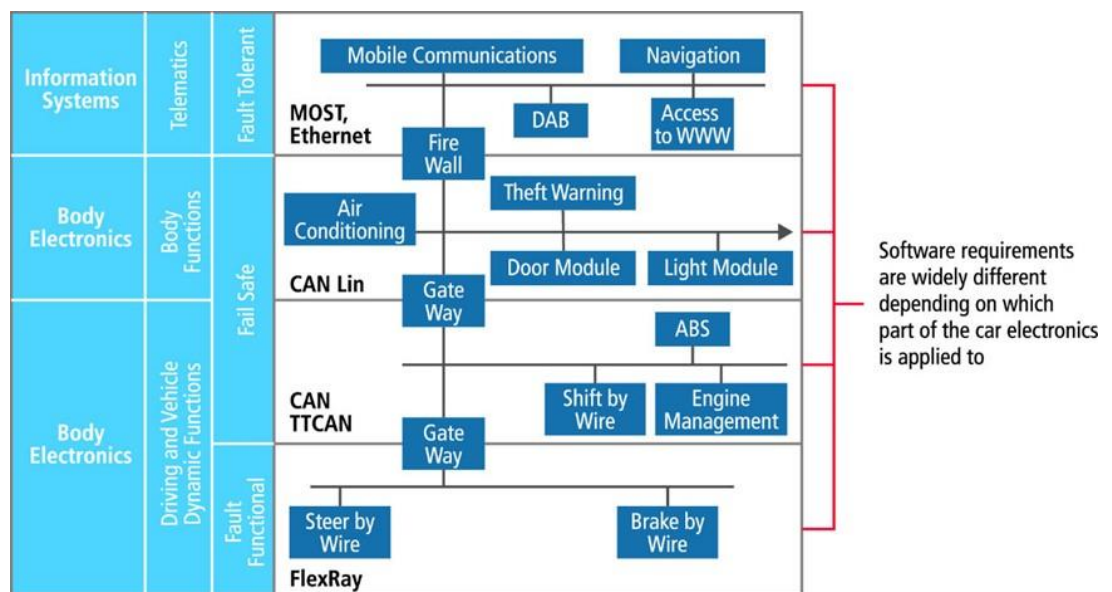 Information
Systems
Telematics
Fault Tolerant
Mobile Communications
Navigation
MOST,
Ethernet
DAB
Access
to WWW
Fire
Wall
Body
Electronics
Body
Functions
Fail Safe
Air
Conditioning
Theft Warning
Door Module
Light Module
CAN Lin
Gate
Way
ABS
Body
Electronics
Driving and Vehicle
Dynamic Functions
CAN
TTCAN
Shift by
Wire
Engine
Management
Gate
Way
Fault
Functional
Steer by
Wire
Brake by
Wire
FlexRay
Software requirements
are widely different
depending on which
part of the car electronics
is applied to